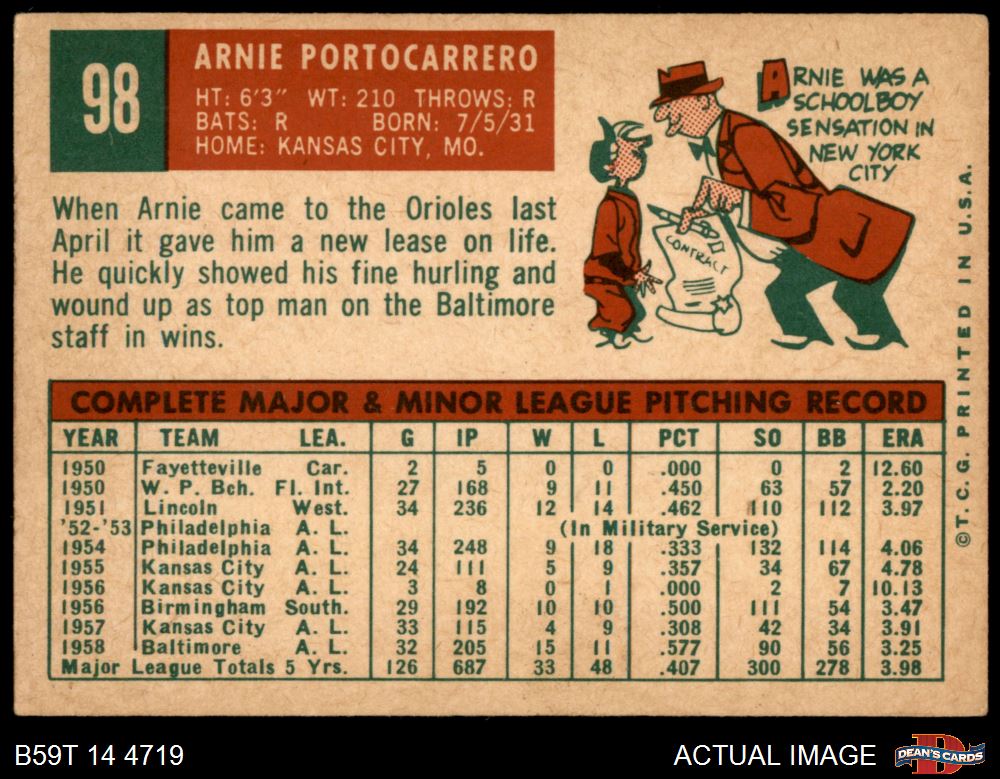 98
ARNIE PORTOCARRERO
HT: 6'3" WT: 210 THROWS: R
BATS: R BORN: 7/5/31
HOME: KANSAS CITY, MO.
ARNIE WAS A
SCHOOLBOY
SENSATION IN
NEW YORK
CITY
CONTRACT
When Arnie came to the Orioles last
April it gave him a new lease on life.
He quickly showed his fine hurling and
wound up as top man on the Baltimore
staff in wins.
COMPLETE MAJOR & MINOR LEAGUE PITCHING RECORD
YEAR TEAM LEA. G IP W L PCT SO BB ERA
1950 Fayetteville Car. 2 5 0 0 .000 0 2 12.60
1950 W. P. Bch. Fl. Int. 27 168 9 11 .450 63 57 2.20
1951 Lincoln West. 34 236 12 14 .462 110 112 3.97
'52-'53 Philadelphia A. L. (In Military Service)
1954 Philadelphia A. L. 34 248 9 18 .333 132 114 4.06
1955 Kansas City A. L. 24 111 5 9 .357 34 67 4.78
1956 Kansas City A. L. 3 8 0 1 .000 2 7 10.13
1956 Birmingham South. 29 192 10 10 .500 111 54 3.47
1957 Kansas City A. L. 33 115 4 9 .308 42 34 3.91
1958 Baltimore A. L. 32 205 15 11 .577 90 56 3.25
Major League Totals 5 Yrs. 126 687 33 48 .407 300 278 3.98
©T. C. G. PRINTED IN U.S.A.
B59T 14 4719
ACTUAL IMAGE
DEAN'S CARDS